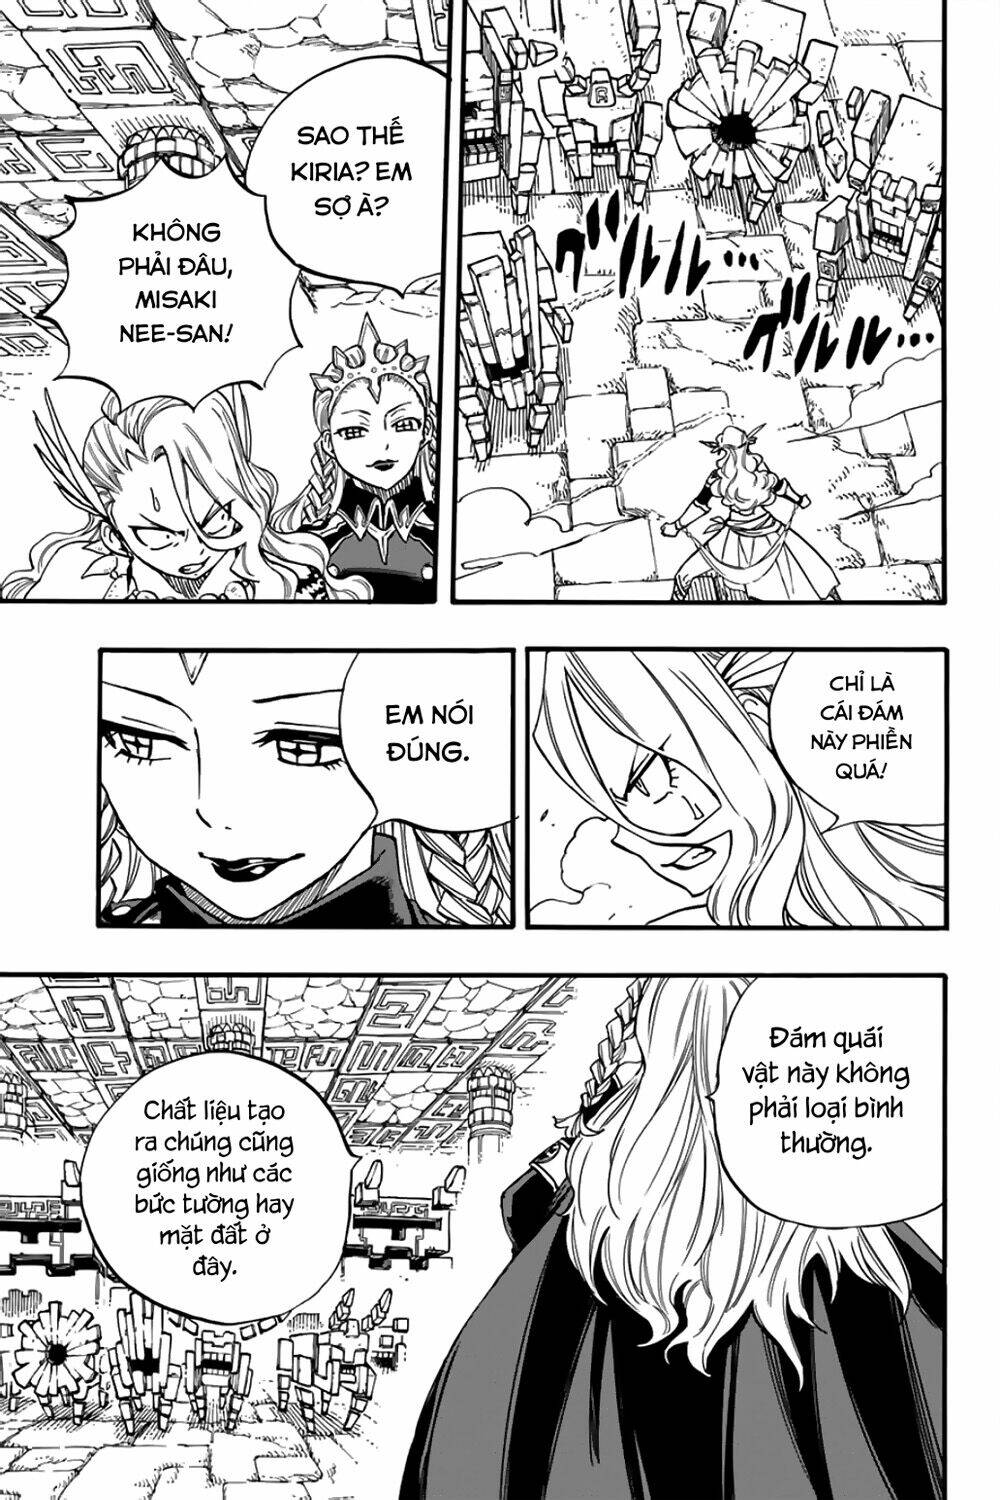 グルル…
グルルル…
SAO THẾ
KIRIA? EM
SỢ À?
KHÔNG
PHẢI ĐÂU,
MISAKI
NEE-SAN!
CHỈ LÀ
CÁI ĐÁM
NÀY PHIỀN
QUÁ!
EM NÓI
ĐÚNG.
Đám quái
vật này không
phải loại bình
thường.
Chất liệu tạo
ra chúng cũng
giống như các
bức tường hay
mặt đất ở
đây.